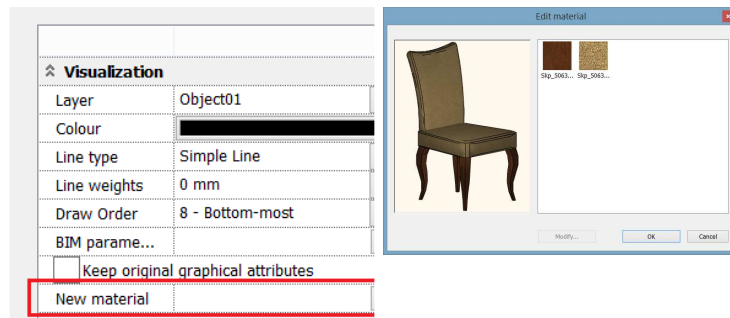 Visualization
Layer Object01
Colour
Line type Simple Line
Line weights 0 mm
Draw Order 8 - Bottom-most
BIM parame...
Keep original graphical attributes
New material
Edit material
Skp_5063... Skp_5063...
Modify... OK Cancel